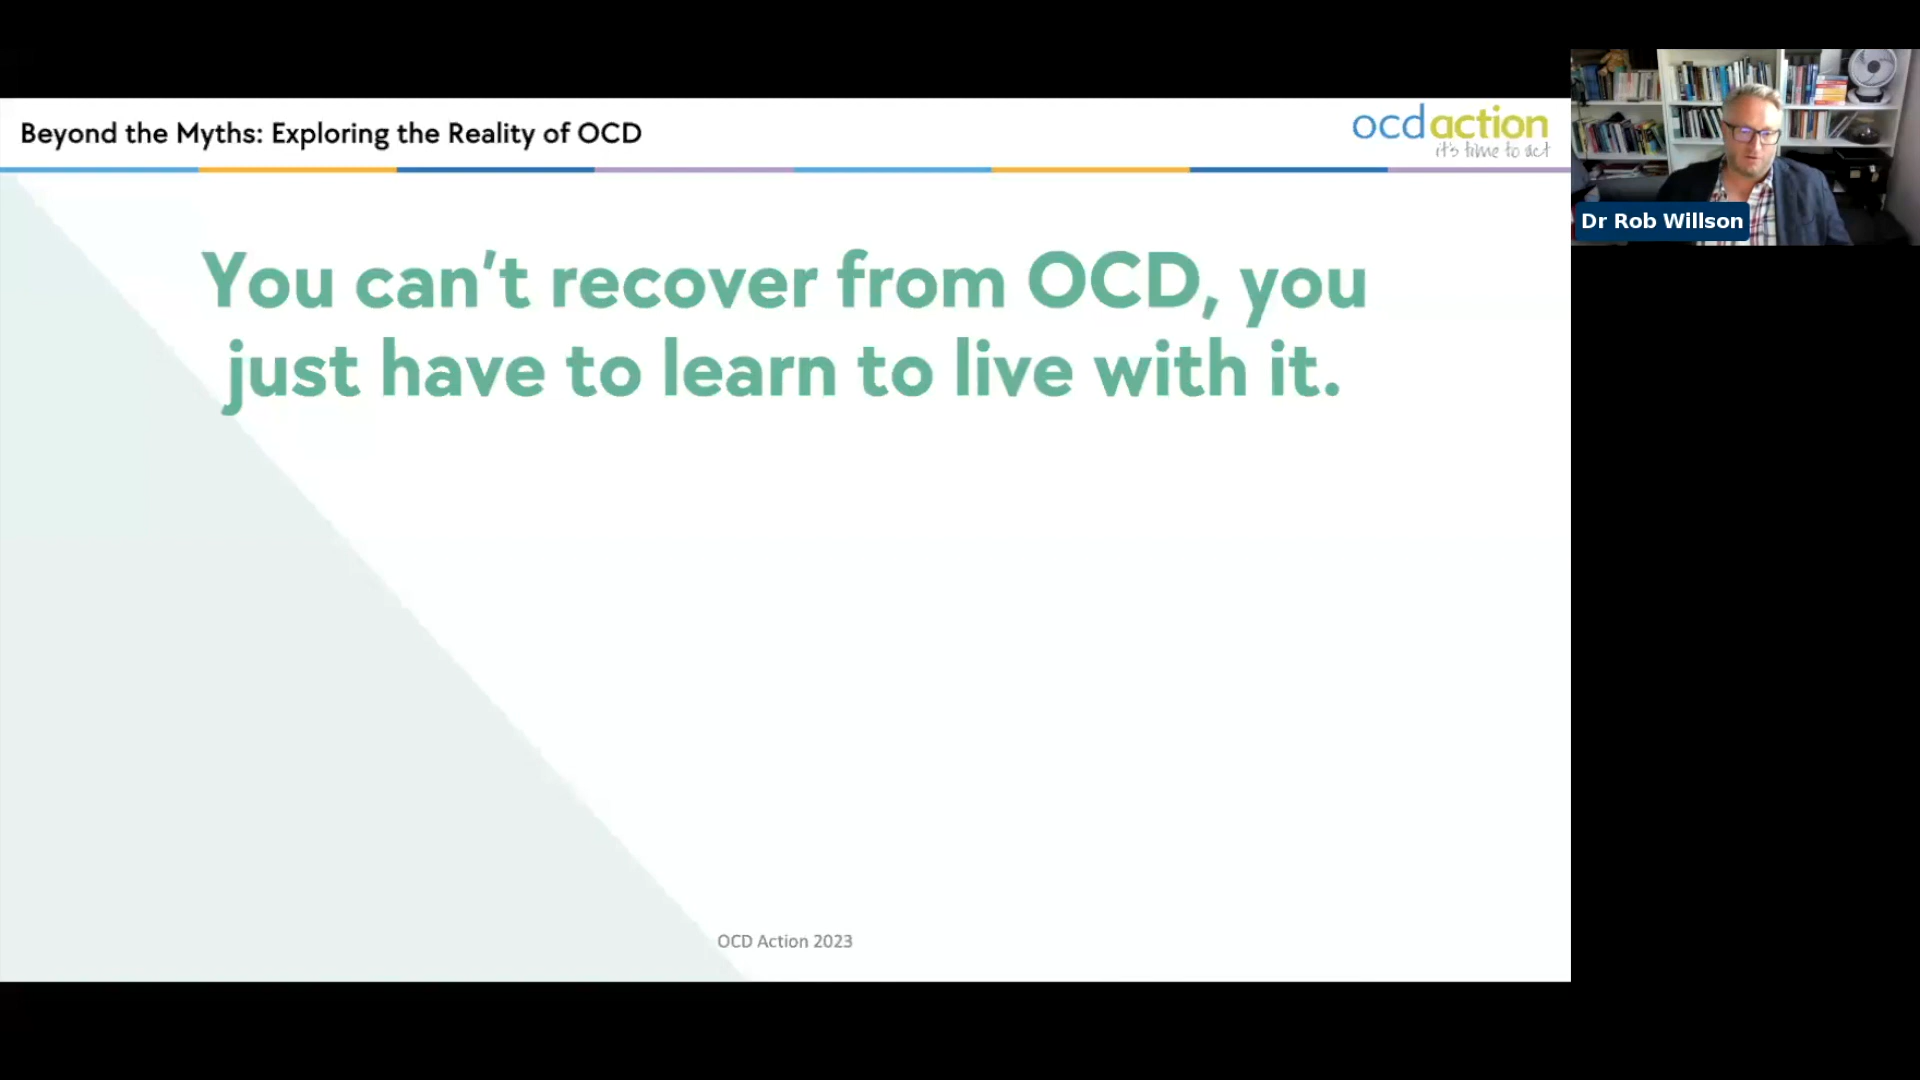 Beyond the Myths: Exploring the Reality of OCD
ocdaction
it's time to act
Dr Rob Willson
You can't recover from OCD, you
just have to learn to live with it.
OCD Action 2023